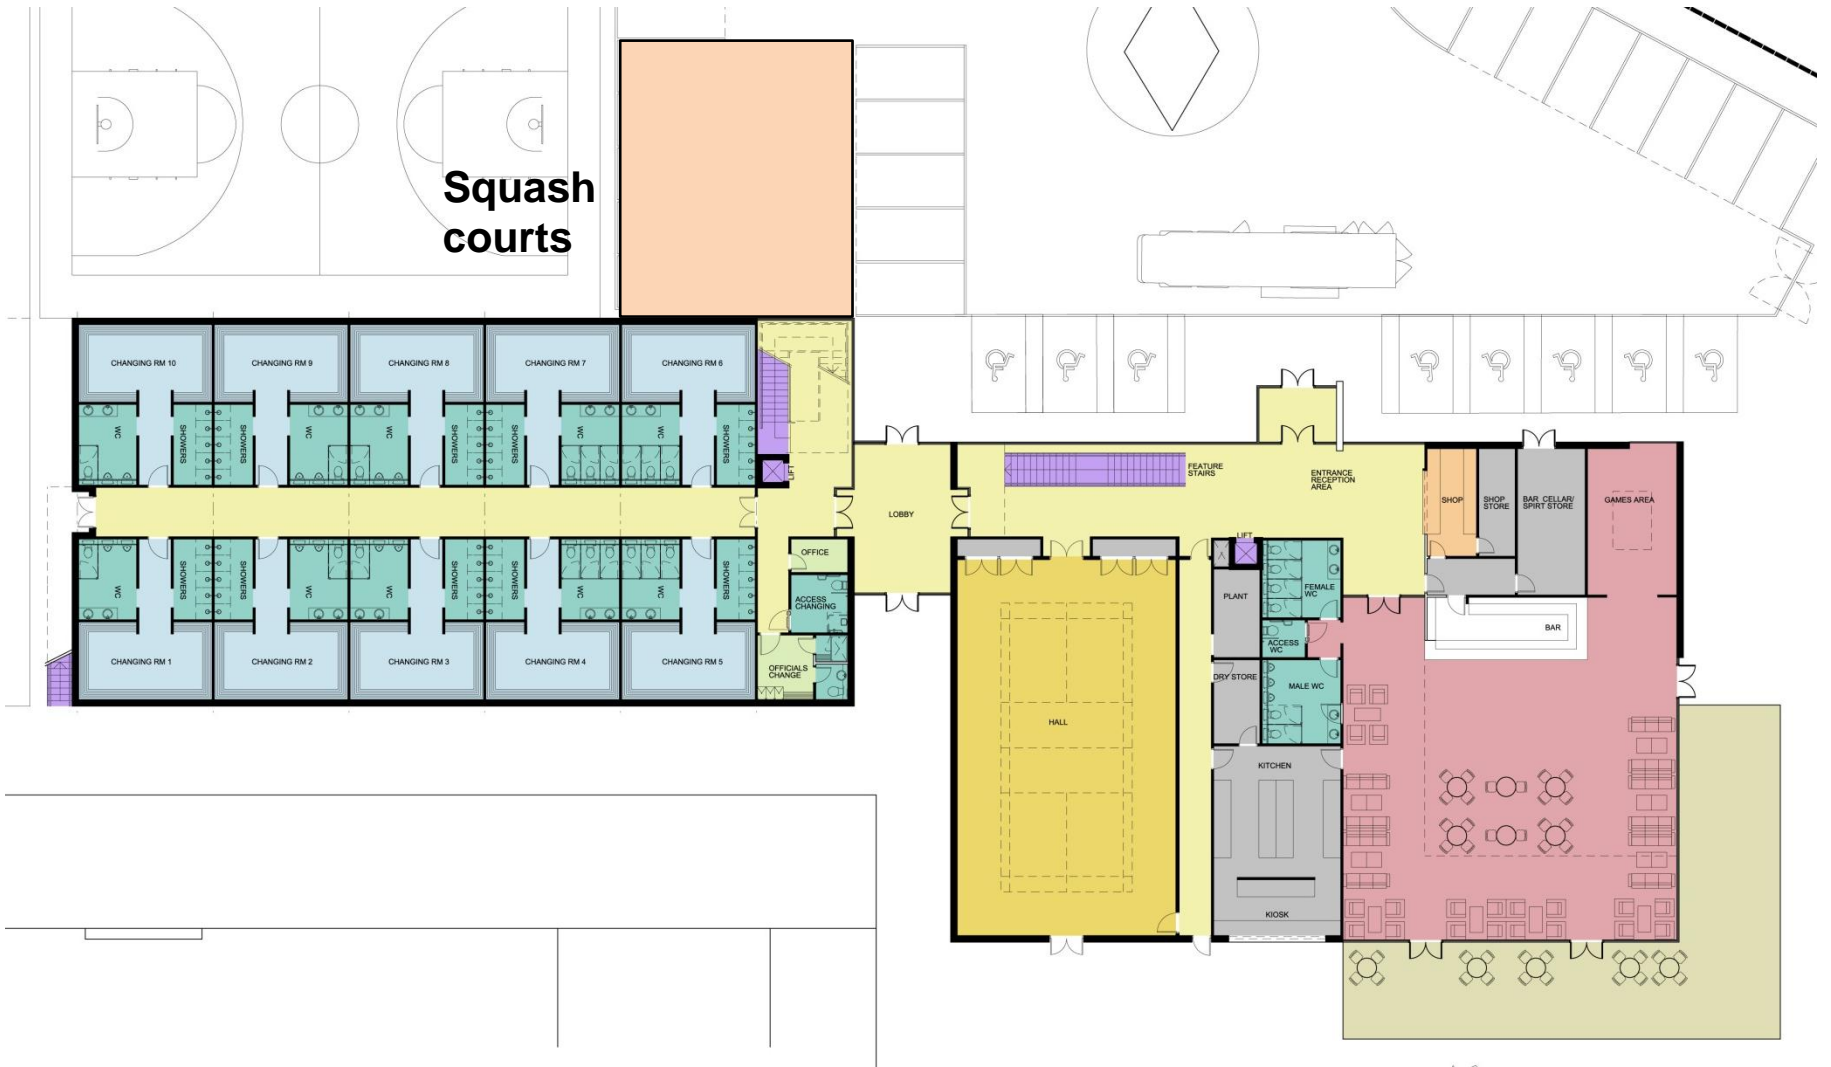 Squash
courts
CHANGING RM 10
CHANGING RM 9
CHANGING RM 8
CHANGING RM 7
CHANGING RM 6
WC
SHOWERS
SHOWERS
WC
WC
SHOWERS
SHOWERS
WC
WC
SHOWERS
LIFT
FEATURE
STAIRS
ENTRANCE
RECEPTION
AREA
SHOP
SHOP
STORE
BAR CELLAR/
SPIRT STORE
GAMES AREA
LOBBY
LIFT
OFFICE
WC
SHOWERS
SHOWERS
WC
WC
SHOWERS
SHOWERS
WC
WC
SHOWERS
ACCESS
CHANGING
PLANT
FEMALE
WC
BAR
ACCESS
WC
CHANGING RM 1
CHANGING RM 2
CHANGING RM 3
CHANGING RM 4
CHANGING RM 5
OFFICIALS
CHANGE
DRY STORE
MALE WC
HALL
KITCHEN
KIOSK